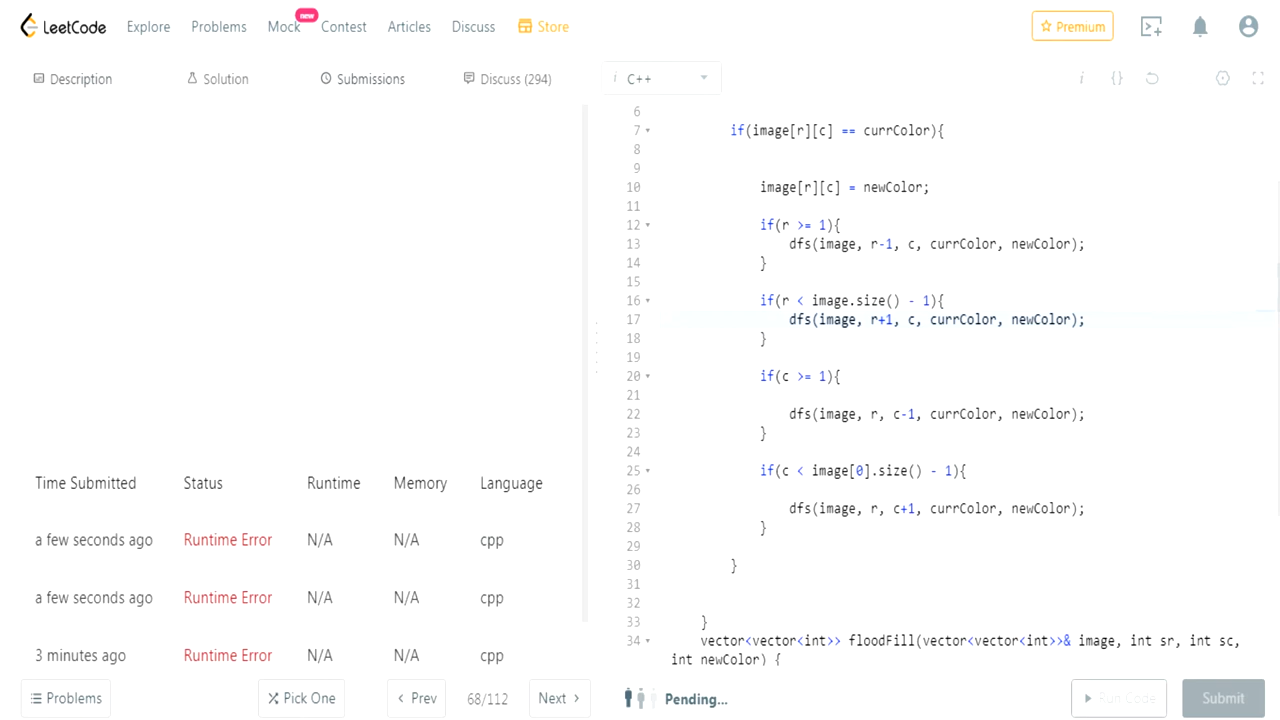 LeetCode Explore Problems Mock new Contest Articles Discuss Store Premium
Description Solution Submissions Discuss (294)
Time Submitted Status Runtime Memory Language
a few seconds ago Runtime Error N/A N/A cpp
a few seconds ago Runtime Error N/A N/A cpp
3 minutes ago Runtime Error N/A N/A cpp
Problems Pick One Prev 68/112 Next
i C++ i {}
6
7 if(image[r][c] == currColor){
8
9
10 image[r][c] = newColor;
11
12 if(r >= 1){
13 dfs(image, r-1, c, currColor, newColor);
14 }
15
16 if(r < image.size() - 1){
17 dfs(image, r+1, c, currColor, newColor);
18 }
19
20 if(c >= 1){
21
22 dfs(image, r, c-1, currColor, newColor);
23 }
24
25 if(c < image[0].size() - 1){
26
27 dfs(image, r, c+1, currColor, newColor);
28 }
29
30 }
31
32
33 }
34 vector<vector<int>> floodFill(vector<vector<int>>& image, int sr, int sc,
int newColor) {
Pending... Run Code Submit